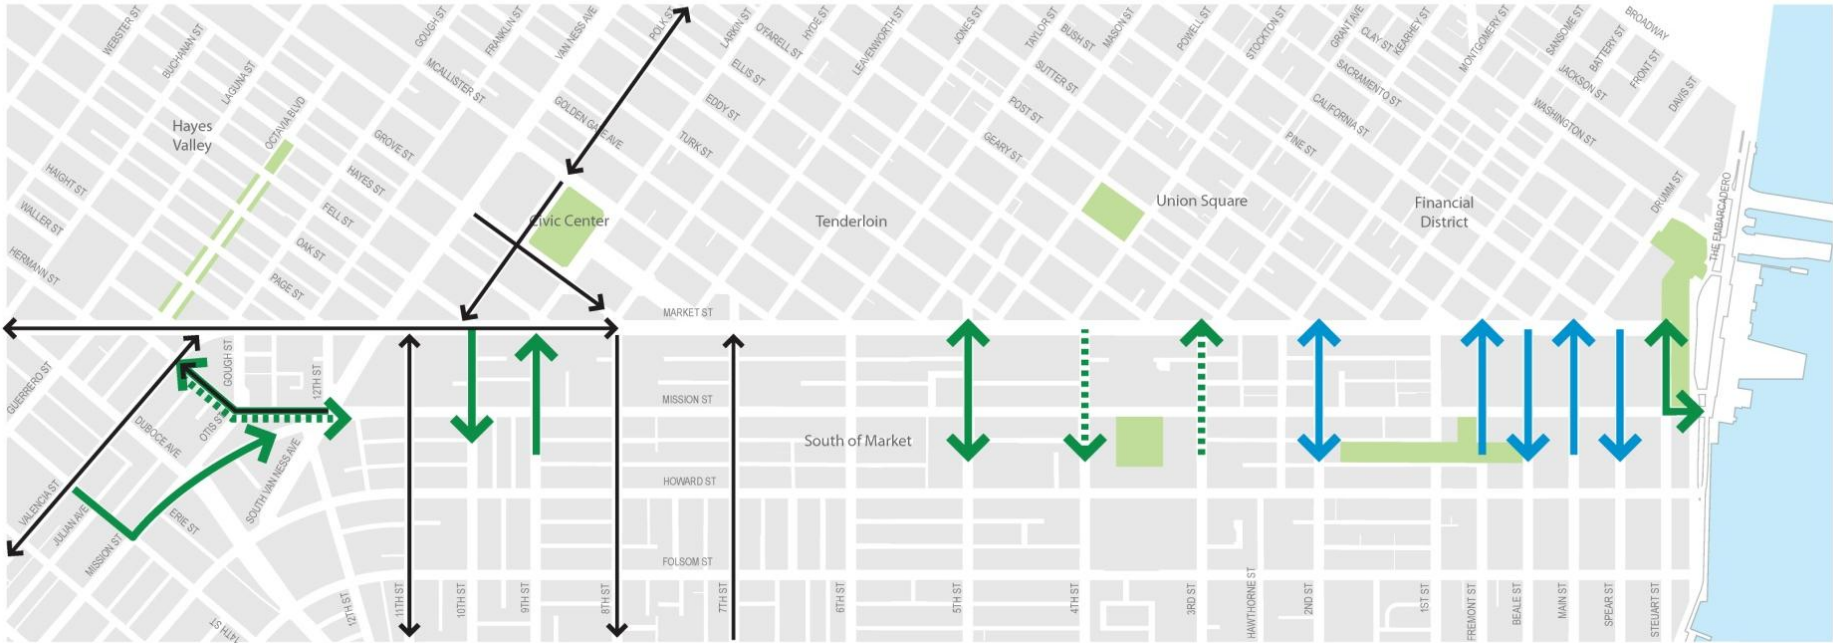 WEBSTER ST
BUCHANAN ST
LAGUNA ST
OCTAVIA BLVD
GOUGH ST
FRANKLIN ST
VAN NESS AVE
POLK ST
LARKIN ST
O'FARELL ST
HYDE ST
LEAVENWORTH ST
JONES ST
TAYLOR ST
BUSH ST
MASON ST
POWELL ST
STOCKTON ST
GRANT AVE
CLAY ST
KEARNEY ST
MONTGOMERY ST
SANSOME ST
BATTERY ST
BROADWAY
FRONT ST
JACKSON ST
DAVIS ST
MCALLISTER ST
GOLDEN GATE AVE
ELLIS ST
EDDY ST
TURK ST
SUTTER ST
POST ST
GEARY ST
SACRAMENTO ST
CALIFORNIA ST
PINE ST
WASHINGTON ST
Hayes
Valley
GROVE ST
HAYES ST
FELL ST
OAK ST
PAGE ST
HAIGHT ST
WALLER ST
HERMANN ST
Civic Center
Tenderloin
Union Square
Financial
District
DRUMM ST
THE EMBARCADERO
MARKET ST
GUERRERO ST
GOUGH ST
12TH ST
MISSION ST
DUBOCE AVE
OTIS ST
South of Market
HOWARD ST
SOUTH VAN NESS AVE
VALENCIA ST
JULIAN AVE
ERIE ST
MISSION ST
FOLSOM ST
14TH ST
12TH ST
11TH ST
10TH ST
9TH ST
8TH ST
7TH ST
6TH ST
5TH ST
4TH ST
3RD ST
HAWTHORNE ST
2ND ST
1ST ST
FREMONT ST
BEALE ST
MAIN ST
SPEAR ST
STEUART ST